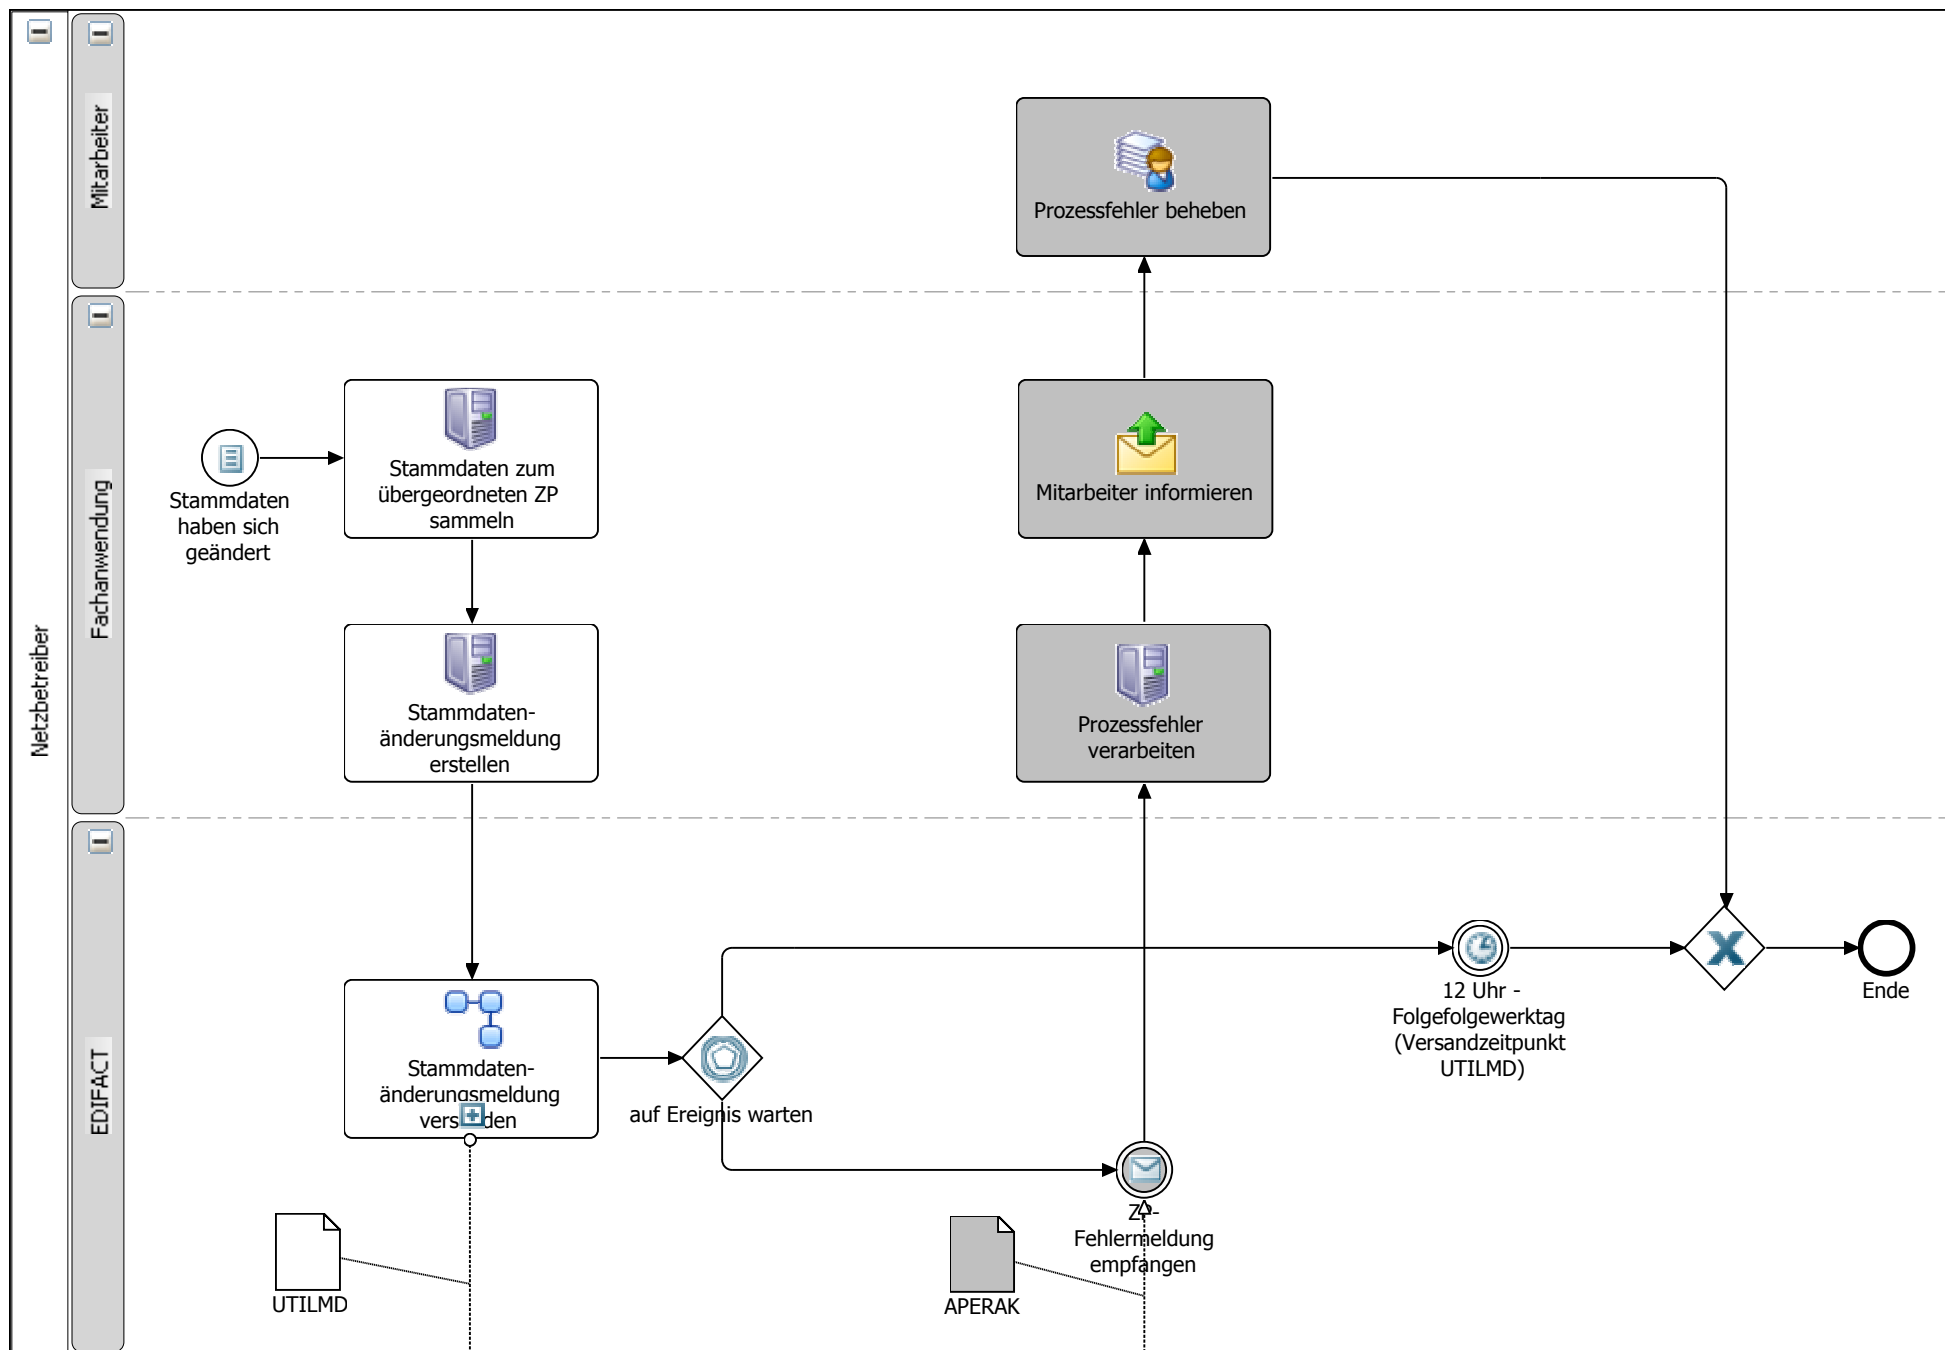 Netzbetreiber
Mitarbeiter
Prozessfehler beheben
Fachanwendung
Stammdaten
haben sich
geändert
Stammdaten zum
übergeordneten ZP
sammeln
Mitarbeiter informieren
Stammdaten-
änderungsmeldung
erstellen
Prozessfehler
verarbeiten
EDIFACT
Stammdaten-
änderungsmeldung
versenden
auf Ereignis warten
12 Uhr -
Folgefolgewerktag
(Versandzeitpunkt
UTILMD)
Ende
ZP-
Fehlermeldung
empfangen
UTILMD
APERAK